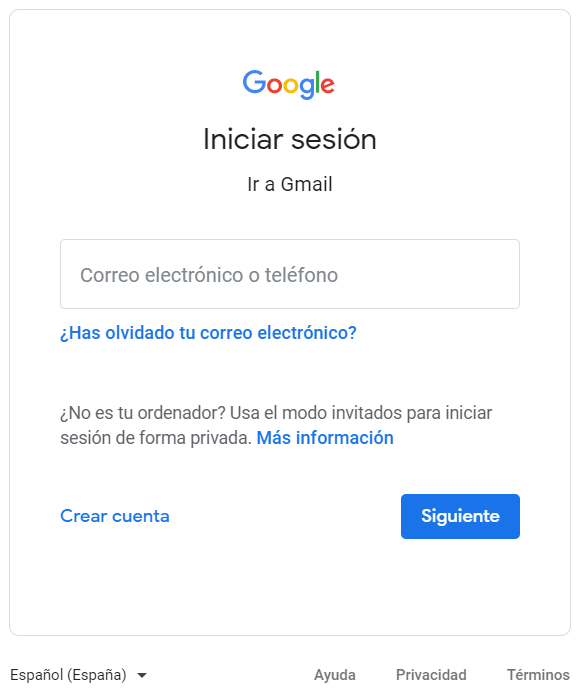 Google
Iniciar sesión
Ir a Gmail
Correo electrónico o teléfono
¿Has olvidado tu correo electrónico?
¿No es tu ordenador? Usa el modo invitados para iniciar
sesión de forma privada. Más información
Crear cuenta
Siguiente
Español (España)
Ayuda
Privacidad
Términos